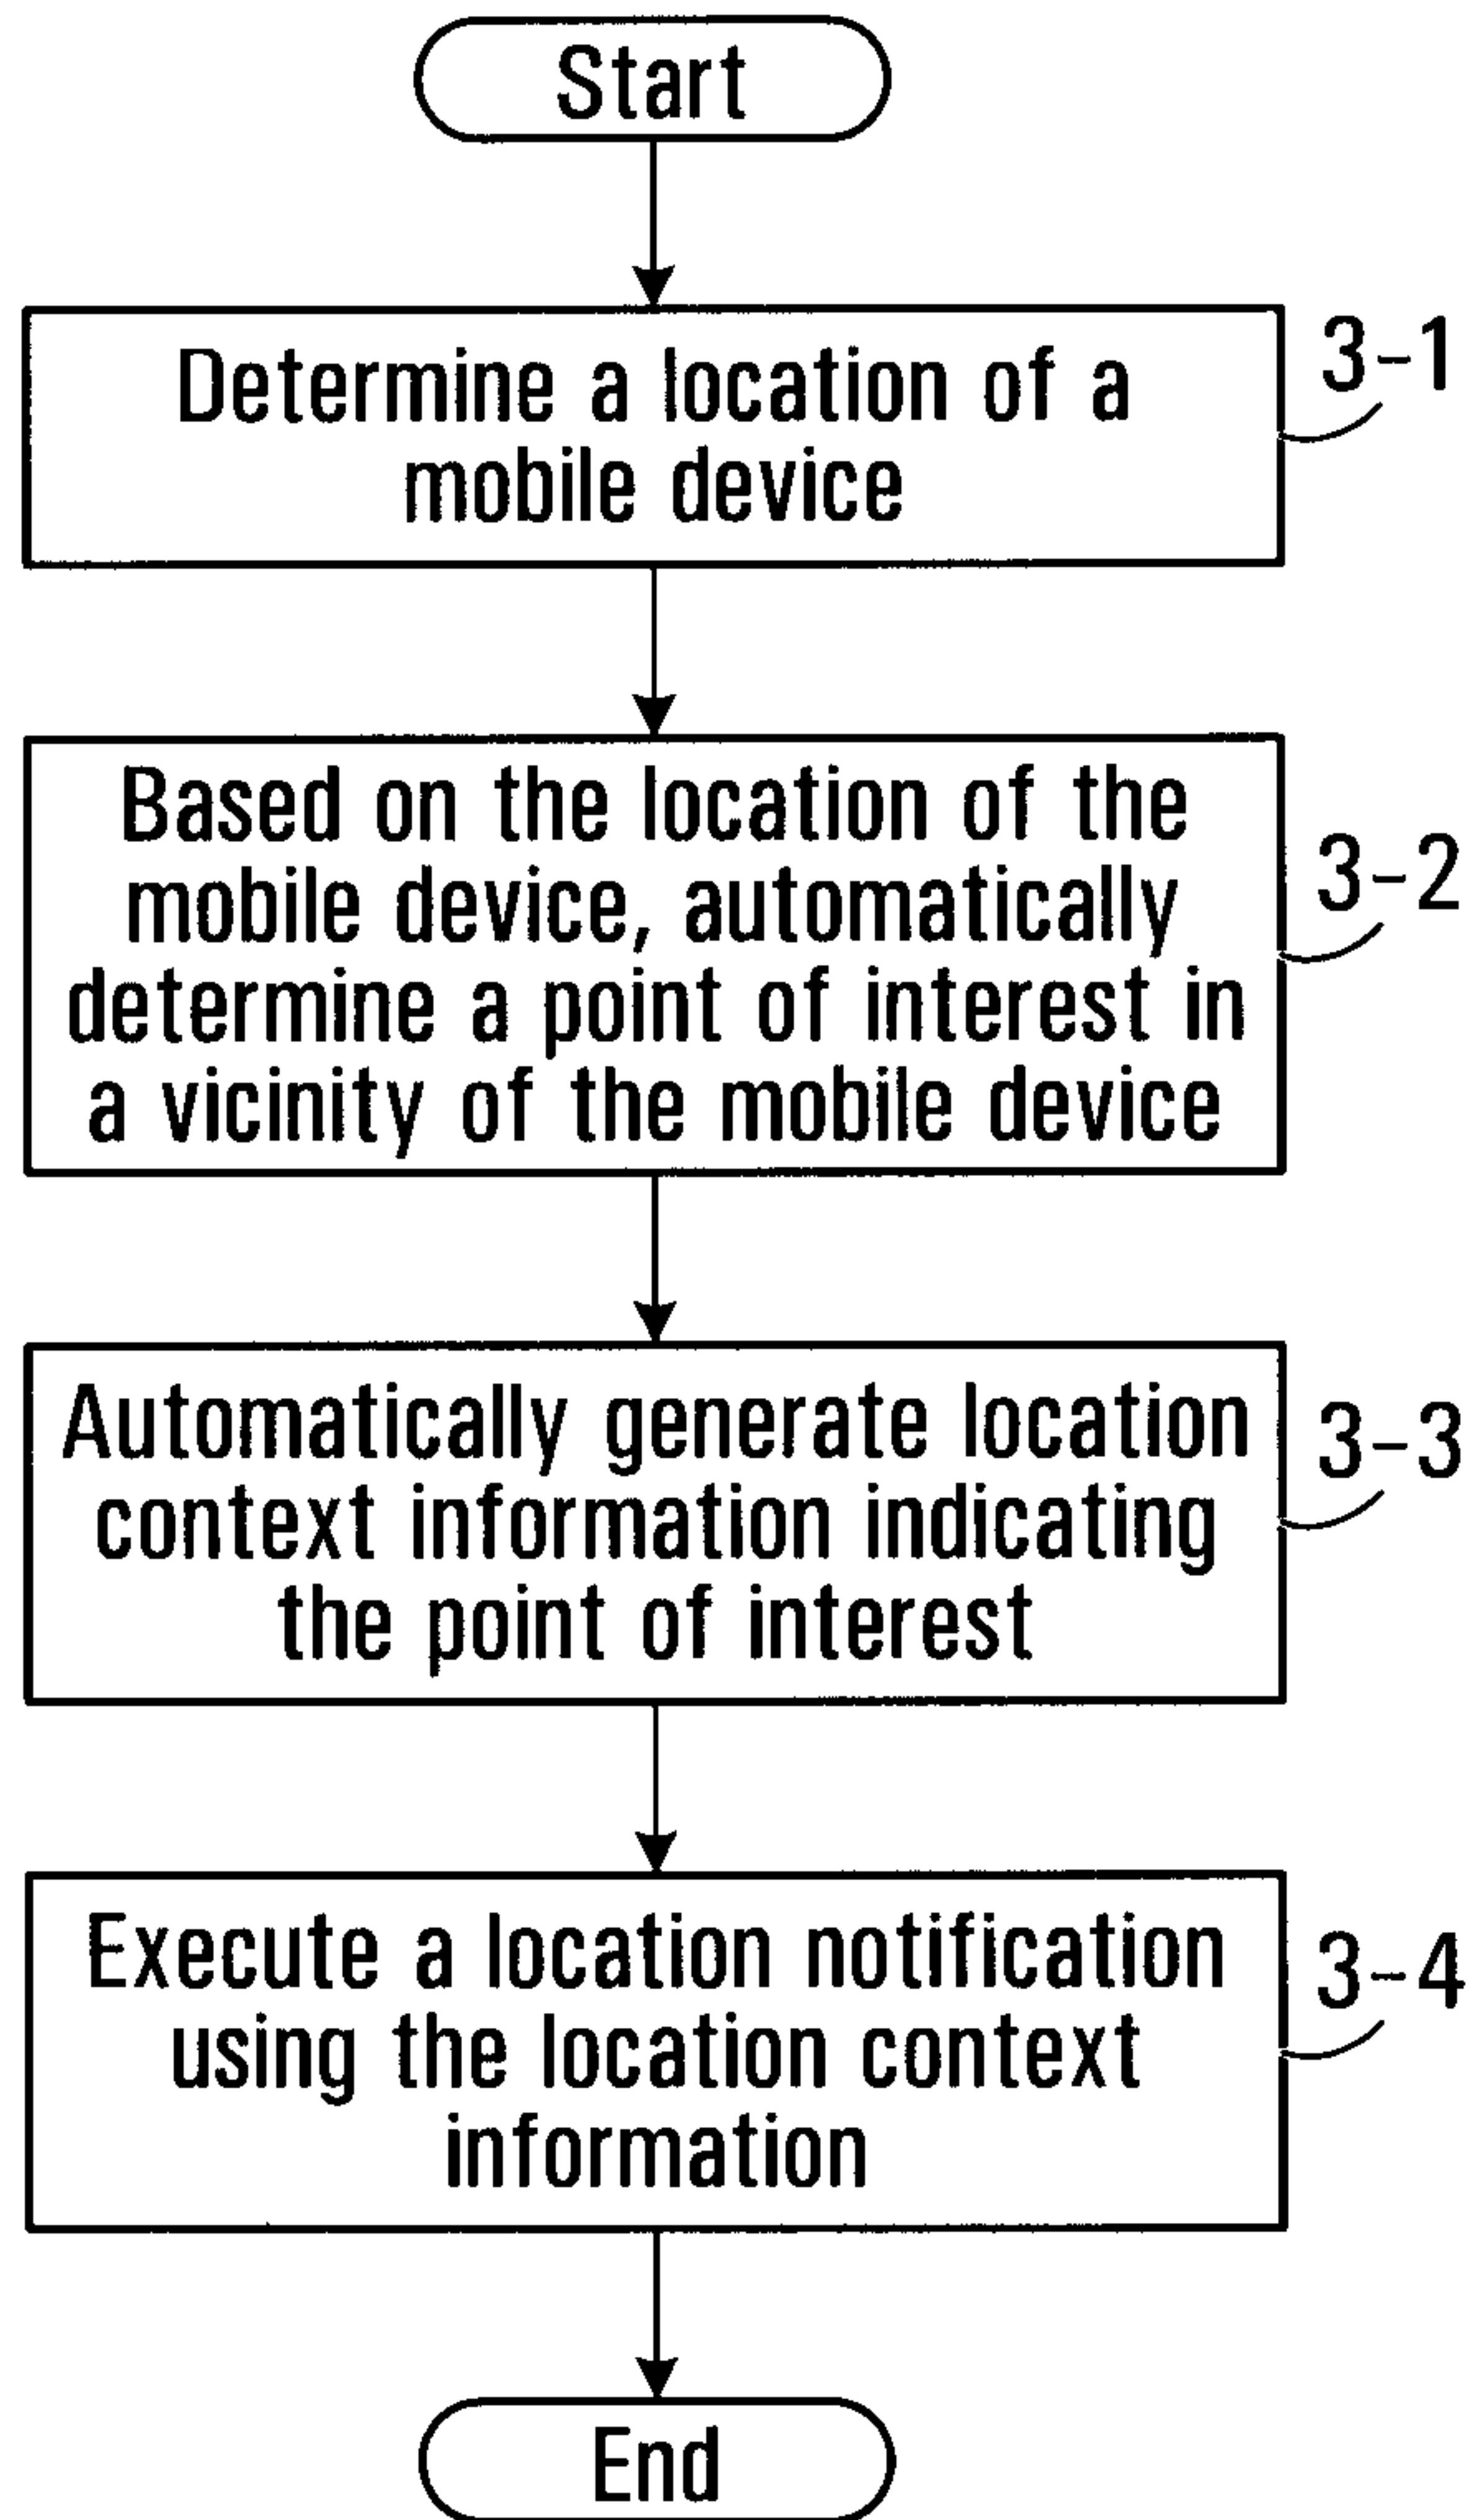 Start
Determine a location of a
mobile device
3-1
Based on the location of the
mobile device, automatically
determine a point of interest in
a vicinity of the mobile device
3-2
Automatically generate location
context information indicating
the point of interest
3-3
Execute a location notification
using the location context
information
3-4
End